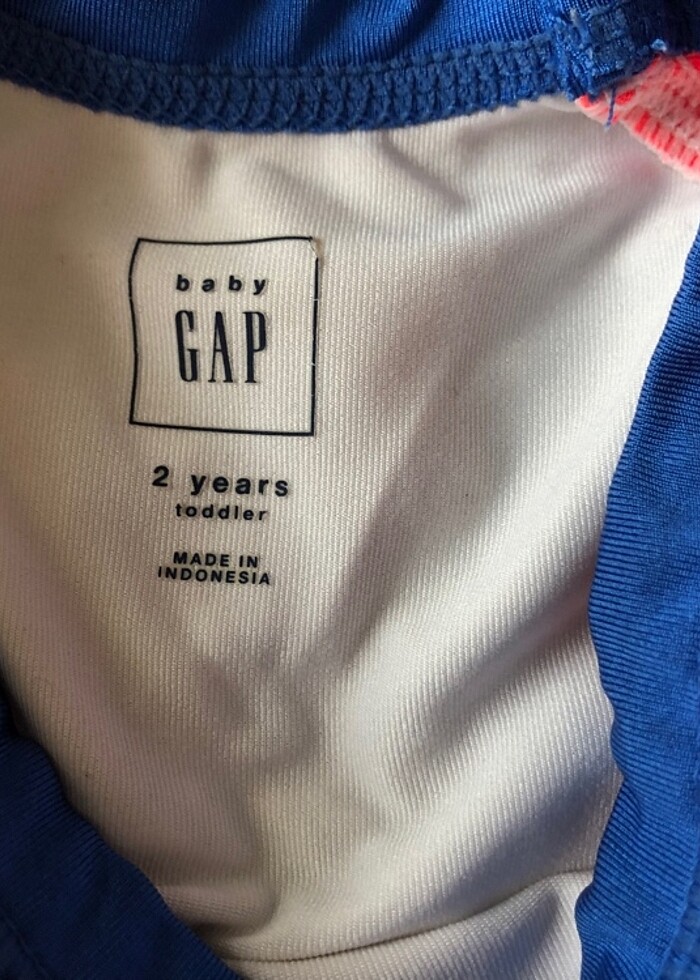 baby
GAP
2 years
toddler
MADE IN
INDONESIA